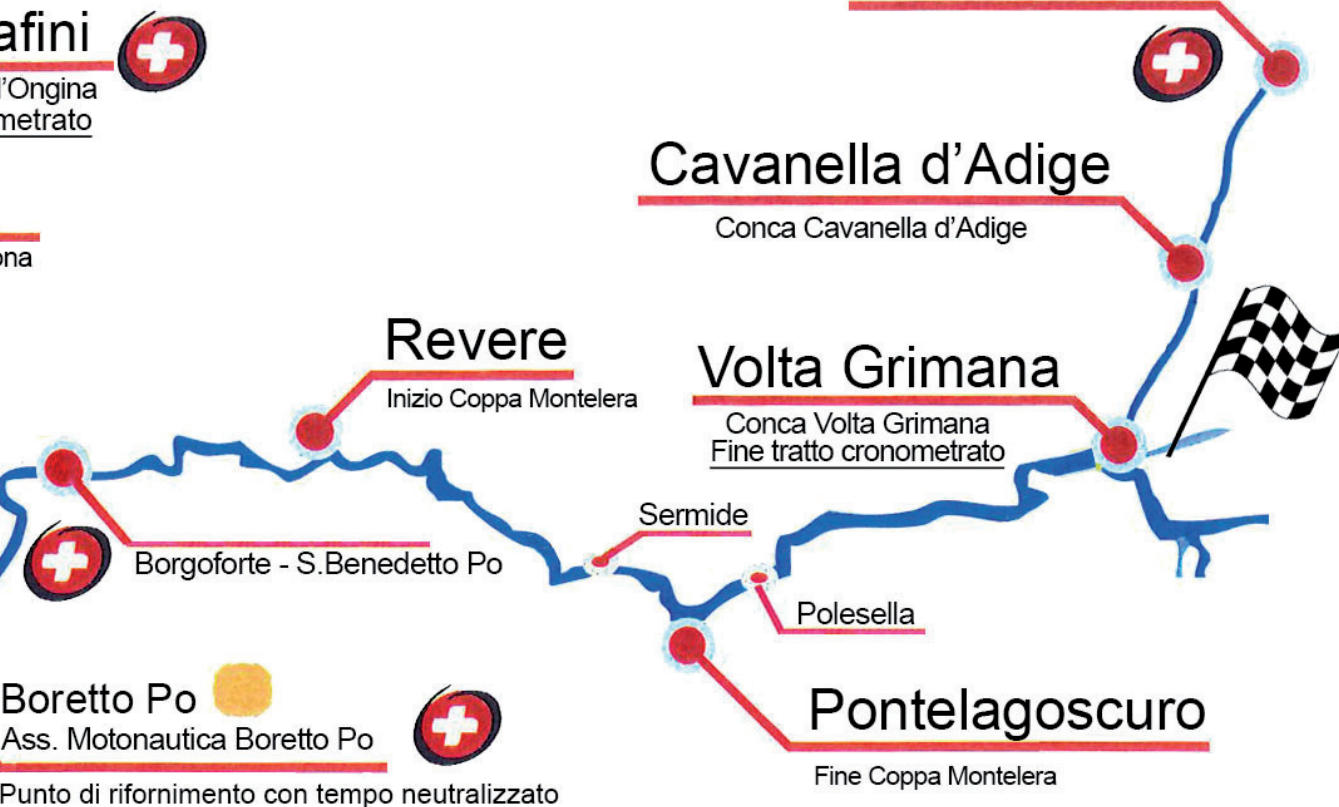 afini
l'Ongina
metrato
ona
Cavanella d’Adige
Conca Cavanella d’Adige
Revere
Inizio Coppa Montelera
Volta Grimana
Conca Volta Grimana
Fine tratto cronometrato
Borgoforte - S.Benedetto Po
Sermide
Polesella
Pontelagoscuro
Fine Coppa Montelera
Boretto Po
Ass. Motonautica Boretto Po
Punto di rifornimento con tempo neutralizzato